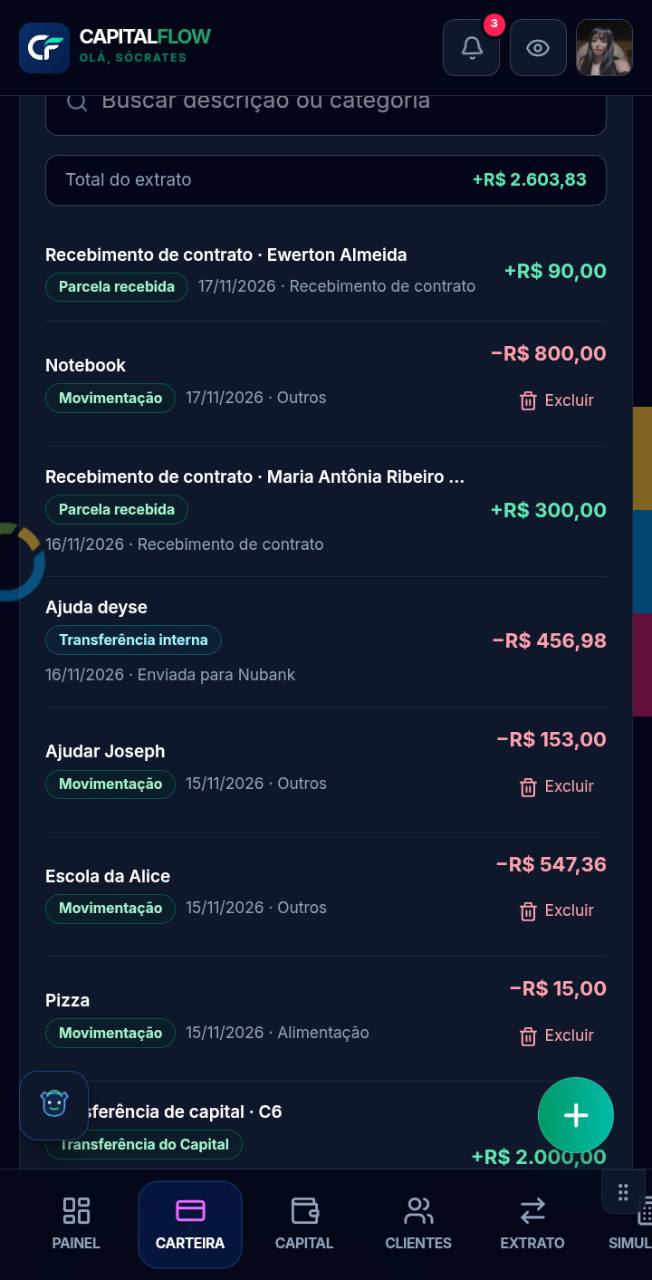 CAPITALFLOW
OLÁ, SÓCRATES
3
Buscar descrição ou categoria
Total do extrato
+R$ 2.603,83
Recebimento de contrato · Ewerton Almeida
Parcela recebida 17/11/2026 · Recebimento de contrato
+R$ 90,00
Notebook
Movimentação 17/11/2026 · Outros
−R$ 800,00
Excluir
Recebimento de contrato · Maria Antônia Ribeiro ...
Parcela recebida
16/11/2026 · Recebimento de contrato
+R$ 300,00
Ajuda deyse
Transferência interna
16/11/2026 · Enviada para Nubank
−R$ 456,98
Ajudar Joseph
Movimentação 15/11/2026 · Outros
−R$ 153,00
Excluir
Escola da Alice
Movimentação 15/11/2026 · Outros
−R$ 547,36
Excluir
Pizza
Movimentação 15/11/2026 · Alimentação
−R$ 15,00
Excluir
sferência de capital · C6
Transferência do Capital
+R$ 2.000,00
PAINEL
CARTEIRA
CAPITAL
CLIENTES
EXTRATO
SIMUL